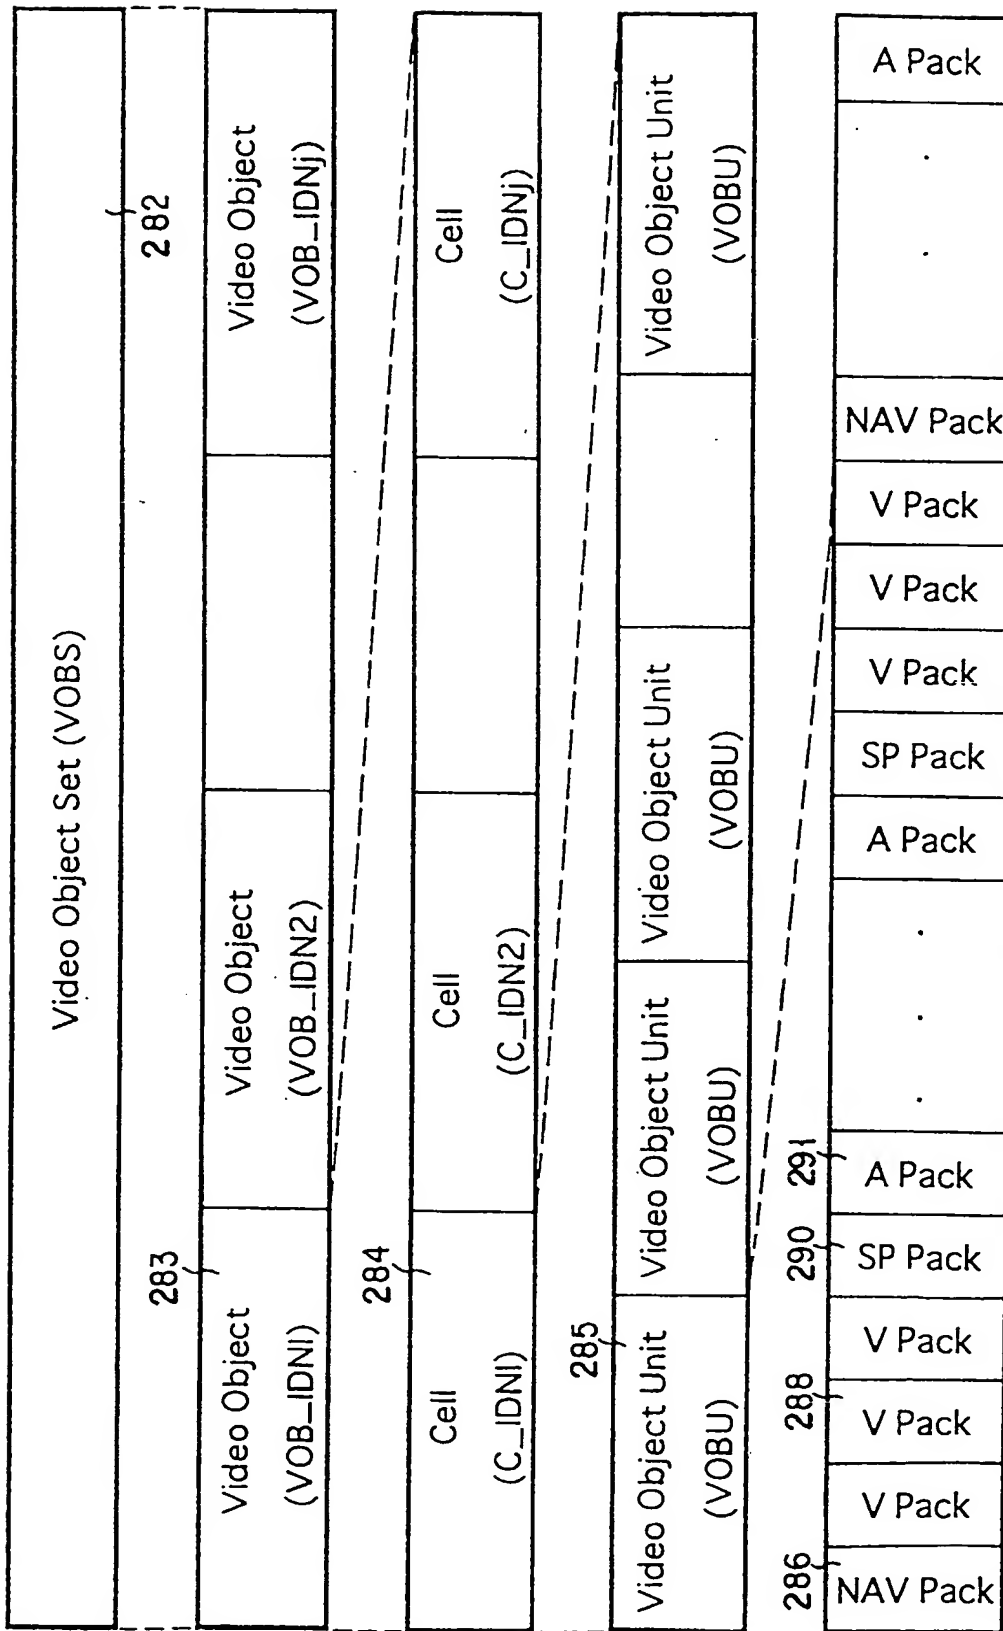 Video Object Set (VOBS)
282
283
Video Object
(VOB_IDN1)
Video Object
(VOB_IDN2)
Video Object
(VOB_IDNj)
284
Cell
(C_IDN1)
Cell
(C_IDN2)
Cell
(C_IDNj)
285
Video Object Unit
(VOBU)
Video Object Unit
(VOBU)
Video Object Unit
(VOBU)
Video Object Unit
(VOBU)
286
288
290
291
NAV Pack
V Pack
V Pack
V Pack
SP Pack
A Pack
A Pack
SP Pack
V Pack
V Pack
V Pack
NAV Pack
A Pack